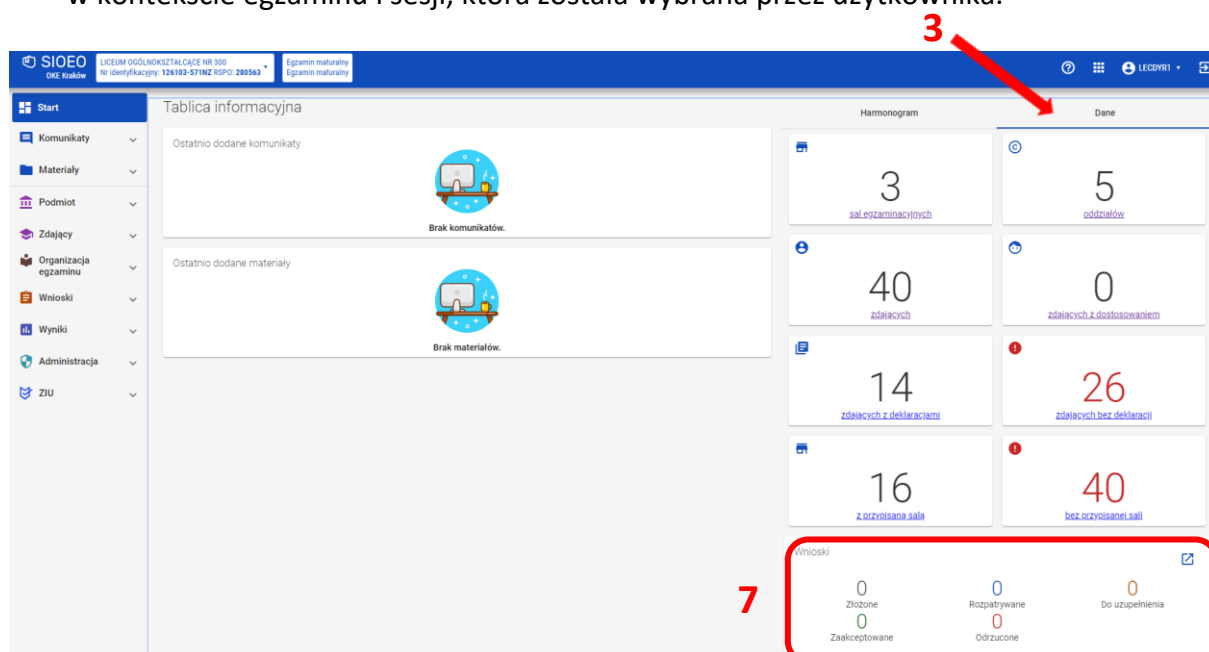 w kontekście egzaminu i sesji, która została wybrana przez użytkownika.
3
SIOEO
OKE Kraków
LICEUM OGÓLNOKSZTAŁCĄCE NR 300
Nr identyfikacyjny: 126103-571NZ RSPO: 280563
Egzamin maturalny
Egzamin maturalny
LECDYR1
Start
Komunikaty
Materiały
Podmiot
Zdający
Organizacja
egzaminu
Wnioski
Wyniki
Administracja
ZIU
Tablica informacyjna
Ostatnio dodane komunikaty
Brak komunikatów.
Ostatnio dodane materiały
Brak materiałów.
Harmonogram
Dane
3
sal egzaminacyjnych
5
oddziałów
40
zdających
0
zdających z dostosowaniem
14
zdających z deklaracjami
26
zdających bez deklaracji
16
z przypisaną salą
40
bez przypisanej sali
7
Wnioski
0
Złożone
0
Rozpatrywane
0
Do uzupełnienia
0
Zaakceptowane
0
Odrzucone